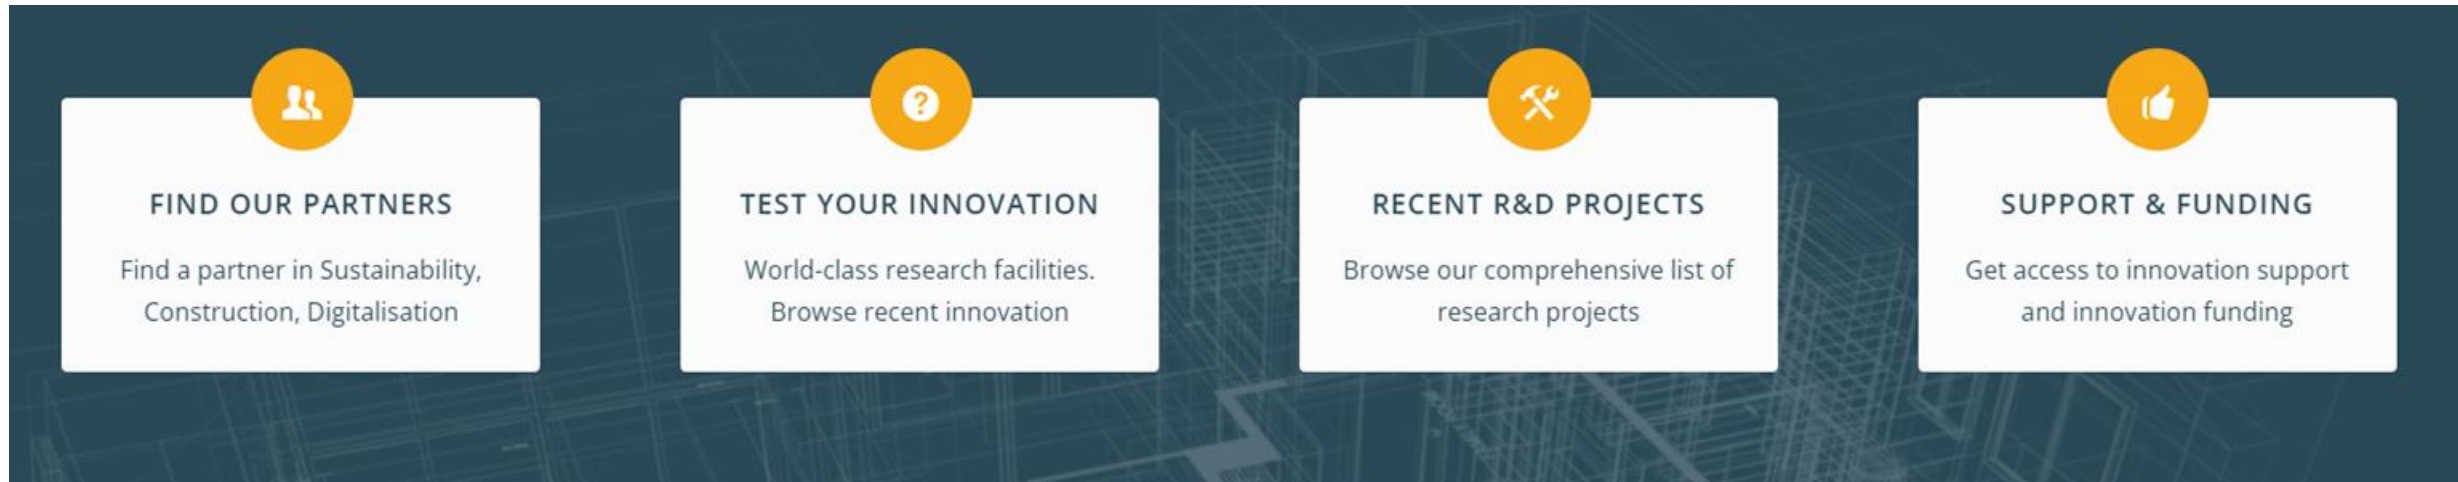 FIND OUR PARTNERS
Find a partner in Sustainability,
Construction, Digitalisation
TEST YOUR INNOVATION
World-class research facilities.
Browse recent innovation
RECENT R&D PROJECTS
Browse our comprehensive list of
research projects
SUPPORT & FUNDING
Get access to innovation support
and innovation funding